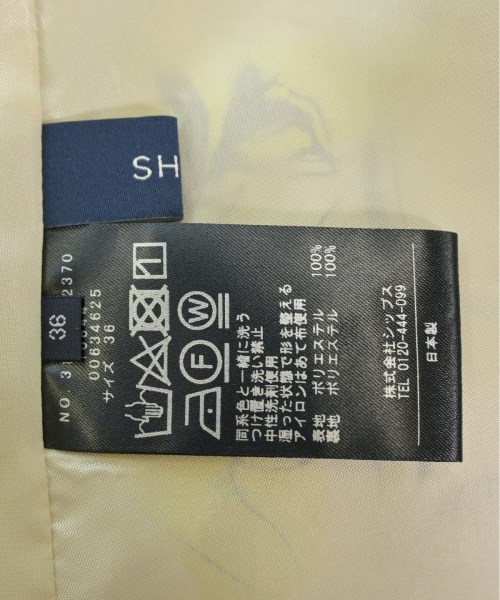 SH
36
00634625
サイズ 36
同系色と一緒に洗う
つけ置き洗い禁止
中性洗剤使用
湿った状態で形を整える
アイロンはあて布使用
表地 ポリエステル 100%
裏地 ポリエステル 100%
株式会社シップス
TEL 0120-444-099
日本製